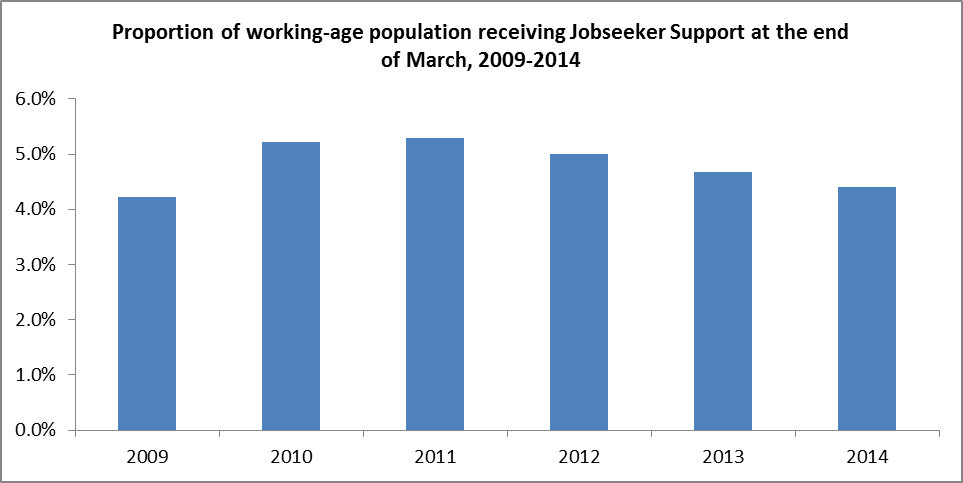 Proportion of working-age population receiving Jobseeker Support at the end
of March, 2009-2014
6.0%
5.0%
4.0%
3.0%
2.0%
1.0%
0.0%
2009 2010 2011 2012 2013 2014